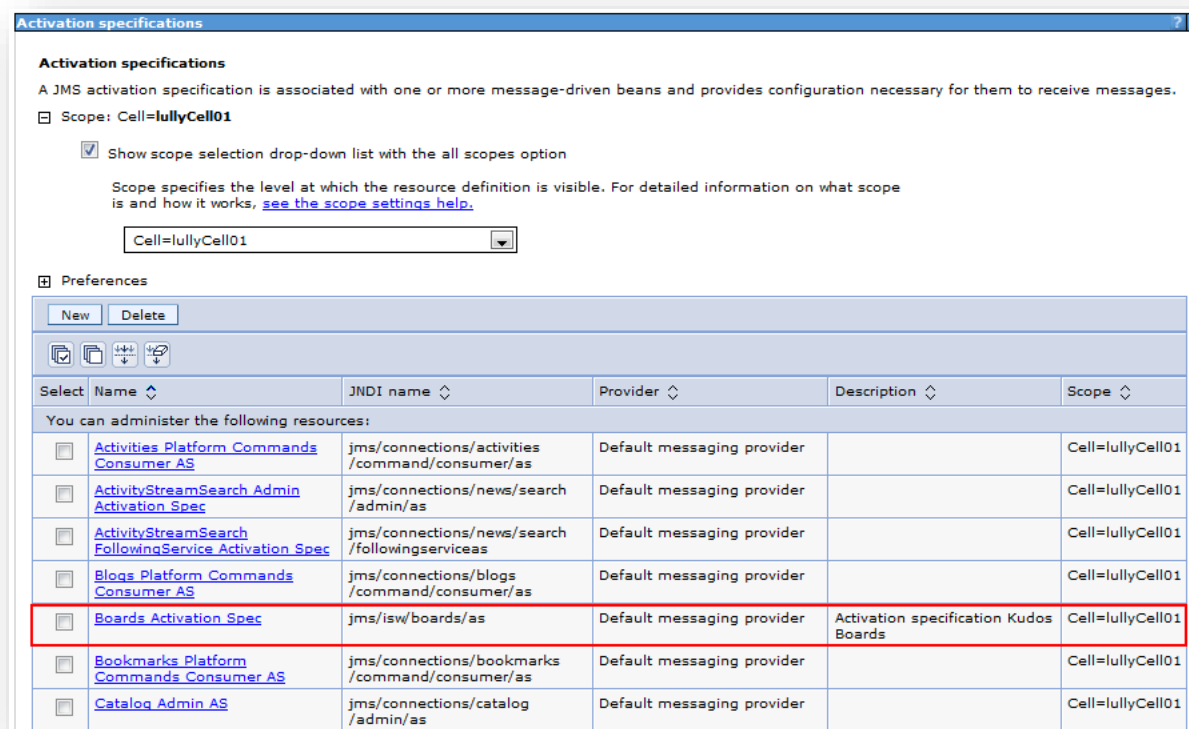 Activation specifications ?
Activation specifications
A JMS activation specification is associated with one or more message-driven beans and provides configuration necessary for them to receive messages.
Scope: Cell=lullyCell01
Show scope selection drop-down list with the all scopes option
Scope specifies the level at which the resource definition is visible. For detailed information on what scope
is and how it works, see the scope settings help.
Cell=lullyCell01
Preferences
New Delete
Select Name JNDI name Provider Description Scope
You can administer the following resources:
Activities Platform Commands jms/connections/activities Default messaging provider Cell=lullyCell01
Consumer AS /command/consumer/as
ActivityStreamSearch Admin jms/connections/news/search Default messaging provider Cell=lullyCell01
Activation Spec /admin/as
ActivityStreamSearch jms/connections/news/search Default messaging provider Cell=lullyCell01
FollowingService Activation Spec /followingserviceas
Blogs Platform Commands jms/connections/blogs Default messaging provider Cell=lullyCell01
Consumer AS /command/consumer/as
Boards Activation Spec jms/isw/boards/as Default messaging provider Activation specification Kudos Cell=lullyCell01
Boards
Bookmarks Platform jms/connections/bookmarks Default messaging provider Cell=lullyCell01
Commands Consumer AS /command/consumer/as
Catalog Admin AS jms/connections/catalog Default messaging provider Cell=lullyCell01
/admin/as